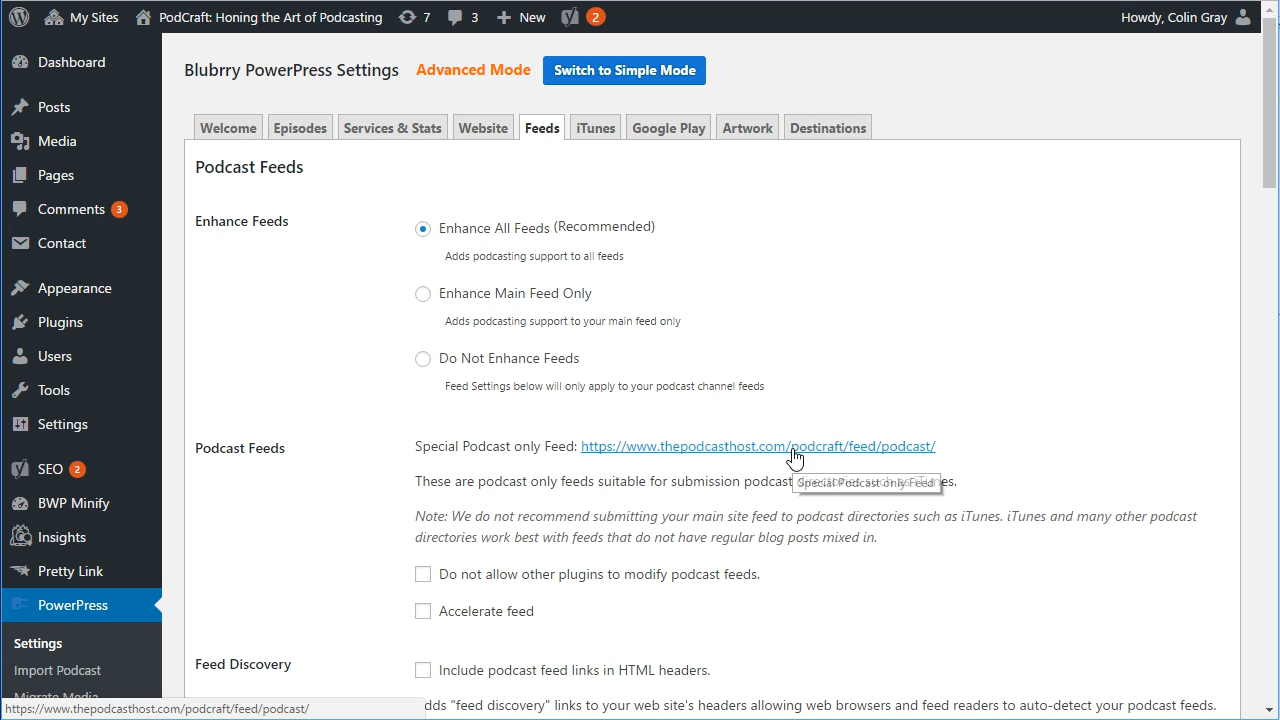 My Sites PodCraft: Honing the Art of Podcasting 7 3 New 2 Howdy, Colin Gray
Dashboard
Posts
Media
Pages
Comments 3
Contact
Appearance
Plugins
Users
Tools
Settings
SEO 2
BWP Minify
Insights
Pretty Link
PowerPress
Settings
Import Podcast
Migrate Media
Blubrry PowerPress Settings Advanced Mode Switch to Simple Mode
Welcome Episodes Services & Stats Website Feeds iTunes Google Play Artwork Destinations
Podcast Feeds
Enhance Feeds
Enhance All Feeds (Recommended)
Adds podcasting support to all feeds
Enhance Main Feed Only
Adds podcasting support to your main feed only
Do Not Enhance Feeds
Feed Settings below will only apply to your podcast channel feeds
Podcast Feeds
Special Podcast only Feed: https://www.thepodcasthost.com/podcraft/feed/podcast/
These are podcast only feeds suitable for submission podcast
Special Podcast only Feed
Note: We do not recommend submitting your main site feed to podcast directories such as iTunes. iTunes and many other podcast
directories work best with feeds that do not have regular blog posts mixed in.
Do not allow other plugins to modify podcast feeds.
Accelerate feed
Feed Discovery
Include podcast feed links in HTML headers.
"feed discovery" links to your web site's headers allowing web browsers and feed readers to auto-detect your podcast feeds.
https://www.thepodcasthost.com/podcraft/feed/podcast/